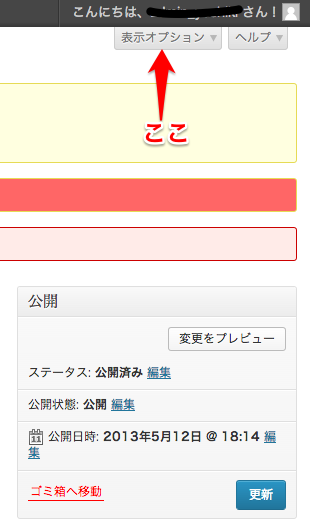 こんにちは、さん！
表示オプション ▼ ヘルプ ▼
ここ
公開
変更をプレビュー
ステータス: 公開済み 編集
公開状態: 公開 編集
11 公開日時: 2013年5月12日 @ 18:14 編
集
ゴミ箱へ移動 更新